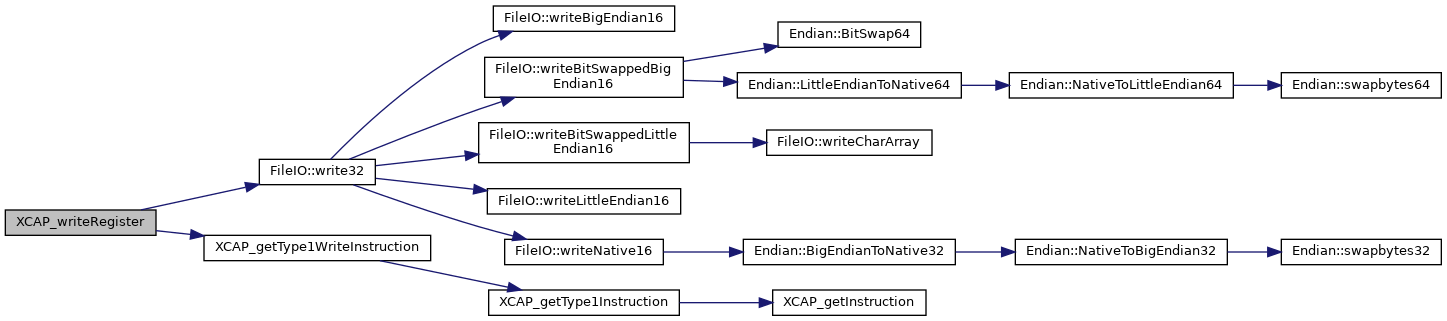 FileIO::writeBigEndian16
Endian::BitSwap64
FileIO::writeBitSwappedBig
Endian16
Endian::LittleEndianToNative64
Endian::NativeToLittleEndian64
Endian::swapbytes64
FileIO::writeBitSwappedLittle
Endian16
FileIO::writeCharArray
FileIO::write32
FileIO::writeLittleEndian16
XCAP_writeRegister
XCAP_getType1WriteInstruction
FileIO::writeNative16
Endian::BigEndianToNative32
Endian::NativeToBigEndian32
Endian::swapbytes32
XCAP_getType1Instruction
XCAP_getInstruction